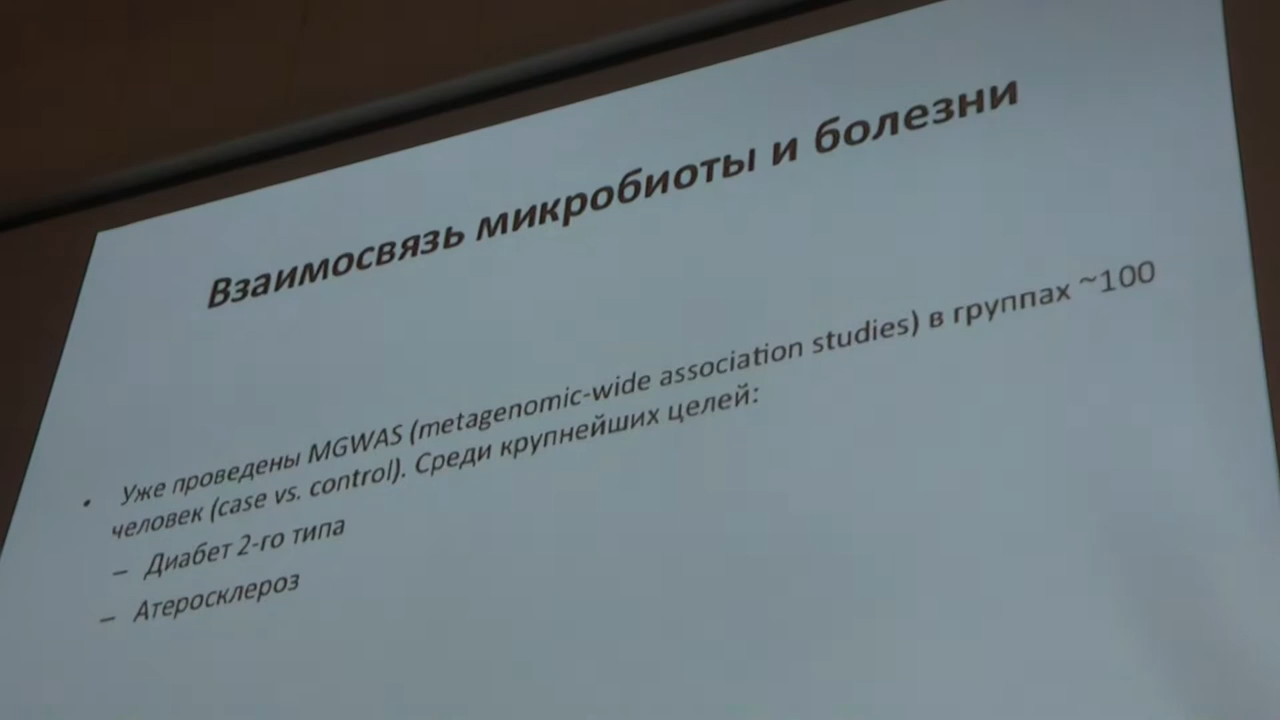 Взаимосвязь микробиоты и болезни
• Уже проведены MGWAS (metagenomic-wide association studies) в группах ~100
человек (case vs. control). Среди крупнейших целей:
– Диабет 2-го типа
– Атеросклероз